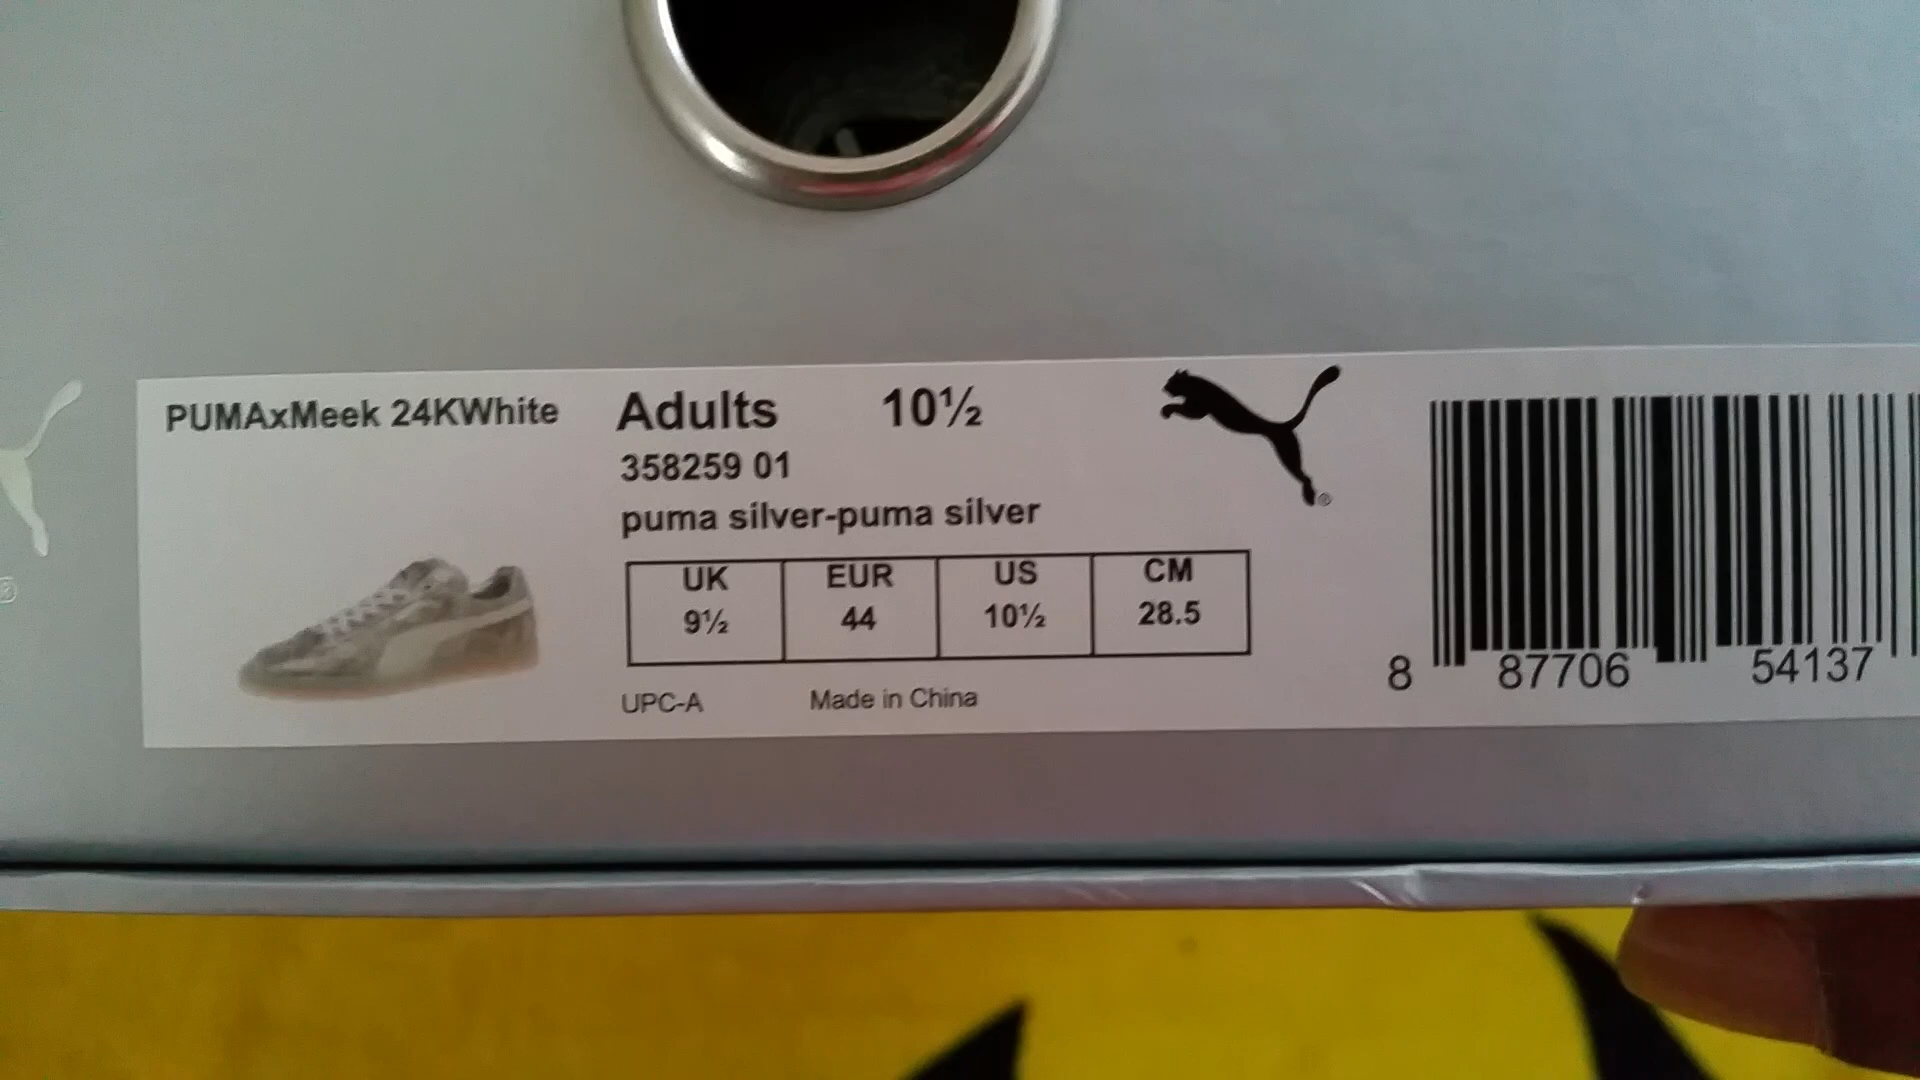 PUMAxMeek 24KWhite
Adults 10½
358259 01
puma silver-puma silver
UK EUR US CM
9½ 44 10½ 28.5
UPC-A Made in China
8 87706 54137
®
®